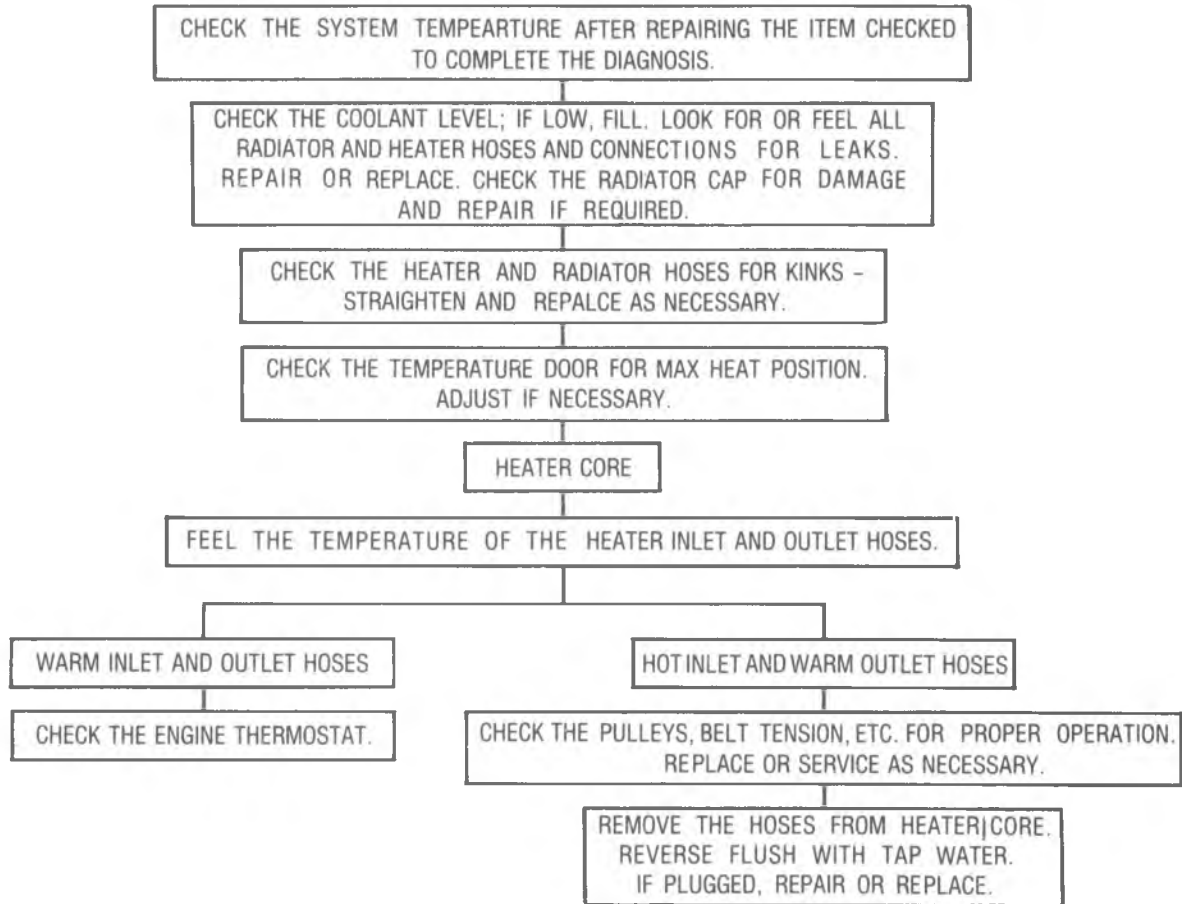 CHECK THE SYSTEM TEMPEARTURE AFTER REPAIRING THE ITEM CHECKED
TO COMPLETE THE DIAGNOSIS.
CHECK THE COOLANT LEVEL; IF LOW, FILL. LOOK FOR OR FEEL ALL
RADIATOR AND HEATER HOSES AND CONNECTIONS FOR LEAKS.
REPAIR OR REPLACE. CHECK THE RADIATOR CAP FOR DAMAGE
AND REPAIR IF REQUIRED.
CHECK THE HEATER AND RADIATOR HOSES FOR KINKS –
STRAIGHTEN AND REPALCE AS NECESSARY.
CHECK THE TEMPERATURE DOOR FOR MAX HEAT POSITION.
ADJUST IF NECESSARY.
HEATER CORE
FEEL THE TEMPERATURE OF THE HEATER INLET AND OUTLET HOSES.
WARM INLET AND OUTLET HOSES
CHECK THE ENGINE THERMOSTAT.
HOT INLET AND WARM OUTLET HOSES
CHECK THE PULLEYS, BELT TENSION, ETC. FOR PROPER OPERATION.
REPLACE OR SERVICE AS NECESSARY.
REMOVE THE HOSES FROM HEATER CORE.
REVERSE FLUSH WITH TAP WATER.
IF PLUGGED, REPAIR OR REPLACE.